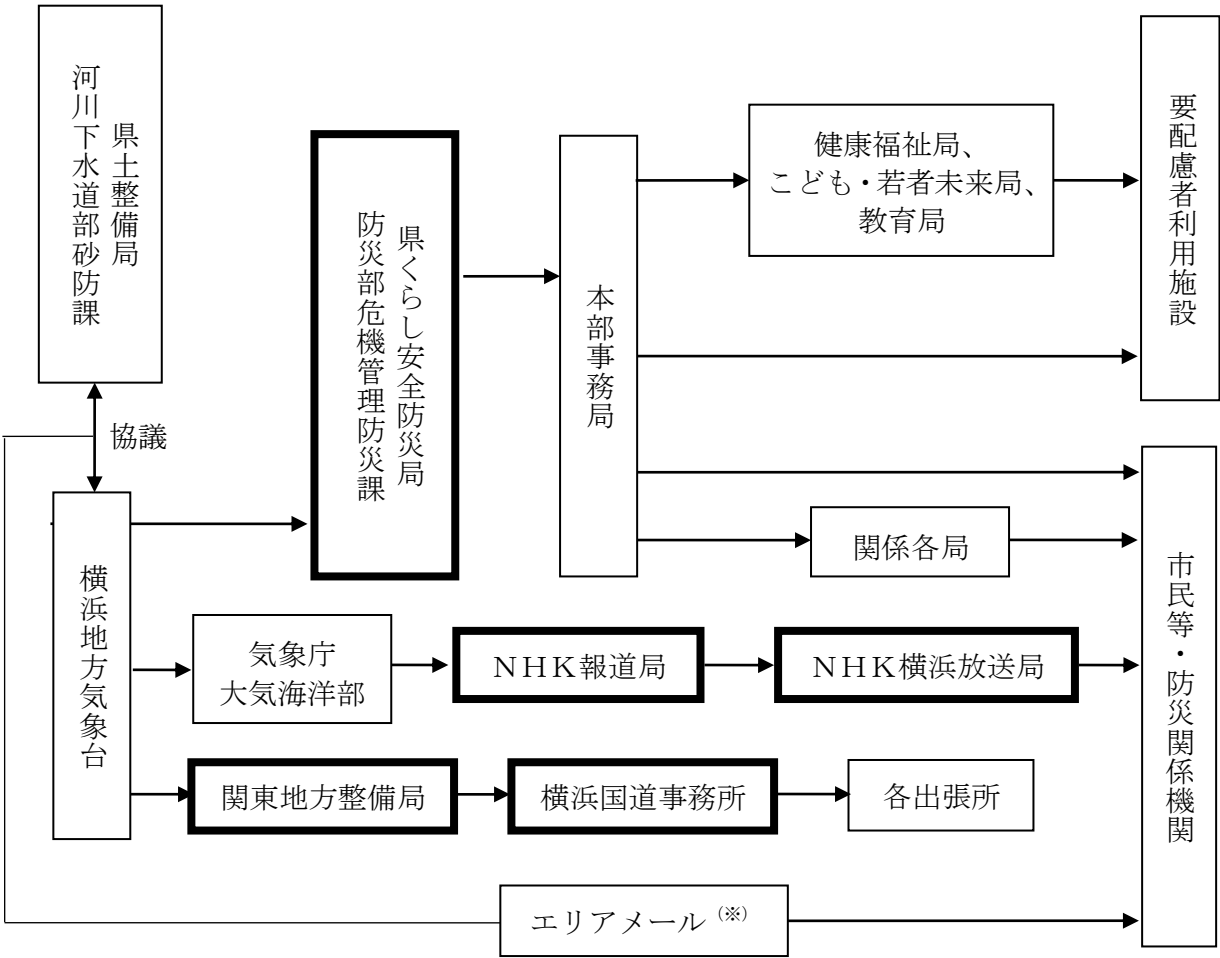 県土整備局
河川下水道部砂防課
協議
横浜地方気象台
県くらし安全防災局
防災部危機管理防災課
本部事務局
健康福祉局、
こども・若者未来局、
教育局
要配慮者利用施設
関係各局
気象庁
大気海洋部
ＮＨＫ報道局
ＮＨＫ横浜放送局
関東地方整備局
横浜国道事務所
各出張所
エリアメール（※）
市民等・防災関係機関